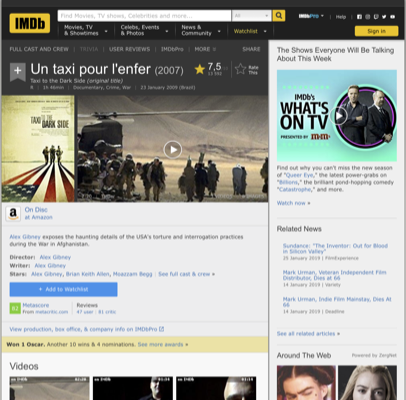 IMDb
Find Movies, TV shows, Celebrities and more...
All
IMDbPro
Help
Movies, TV
& Showtimes
Celebs, Events
& Photos
News &
Community
Watchlist
Sign in
FULL CAST AND CREW | TRIVIA | USER REVIEWS | IMDbPro | MORE
SHARE
Un taxi pour l'enfer (2007)
7,5
Rate
This
Taxi to the Dark Side (original title)
R | 1h 46min | Documentary, Crime, War | 23 January 2009 (Brazil)
TAXI TO THE
DARK SIDE
On Disc
at Amazon
Alex Gibney exposes the haunting details of the USA's torture and interrogation practices
during the War in Afghanistan.
Director: Alex Gibney
Writer: Alex Gibney
Stars: Alex Gibney, Brian Keith Allen, Moazzam Begg | See full cast & crew »
+ Add to Watchlist
Metascore
From metacritic.com
Reviews
47 user | 81 critic
View production, box office, & company info on IMDbPro
Won 1 Oscar. Another 10 wins & 4 nominations. See more awards »
Videos
The Shows Everyone Will Be Talking
About This Week
IMDb's
WHAT'S
ON TV
PRESENTED BY M&M'S
Find out why you can't miss the new season
of "Queer Eye," the latest power-grabs on
"Billions," the brilliant pond-hopping comedy
"Catastrophe," and more.
Watch now »
Related News
Sundance: "The Inventor: Out for Blood
in Silicon Valley"
25 January 2019 | FilmExperience
Mark Urman, Veteran Independent Film
Distributor, Dies at 66
14 January 2019 | Variety
Mark Urman, Indie Film Mainstay, Dies At
66
14 January 2019 | Deadline
See all related articles »
Around The Web
Powered by ZergNet